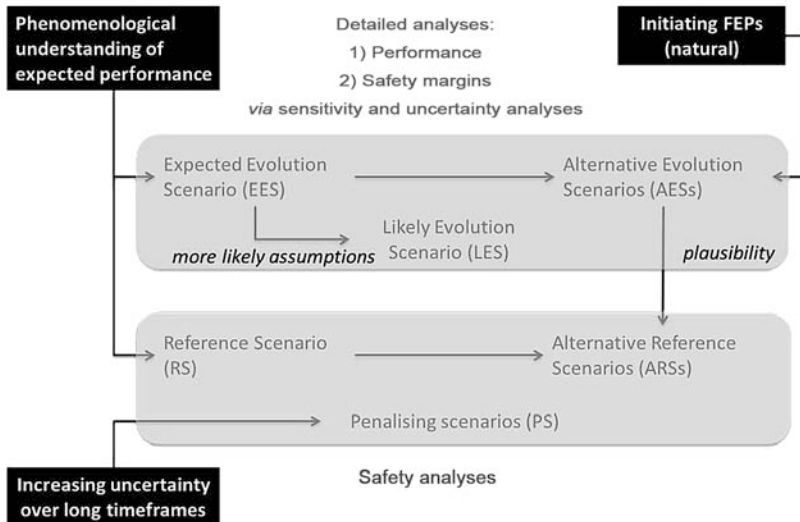 Phenomenological
understanding of
expected performance
Detailed analyses:
1) Performance
2) Safety margins
via sensitivity and uncertainty analyses
Initiating FEPs
(natural)
Expected Evolution
Scenario (EES)
Alternative Evolution
Scenarios (AESs)
Likely Evolution
Scenario (LES)
more likely assumptions
plausibility
Reference Scenario
(RS)
Alternative Reference
Scenarios (ARSs)
Penalising scenarios (PS)
Increasing uncertainty
over long timeframes
Safety analyses